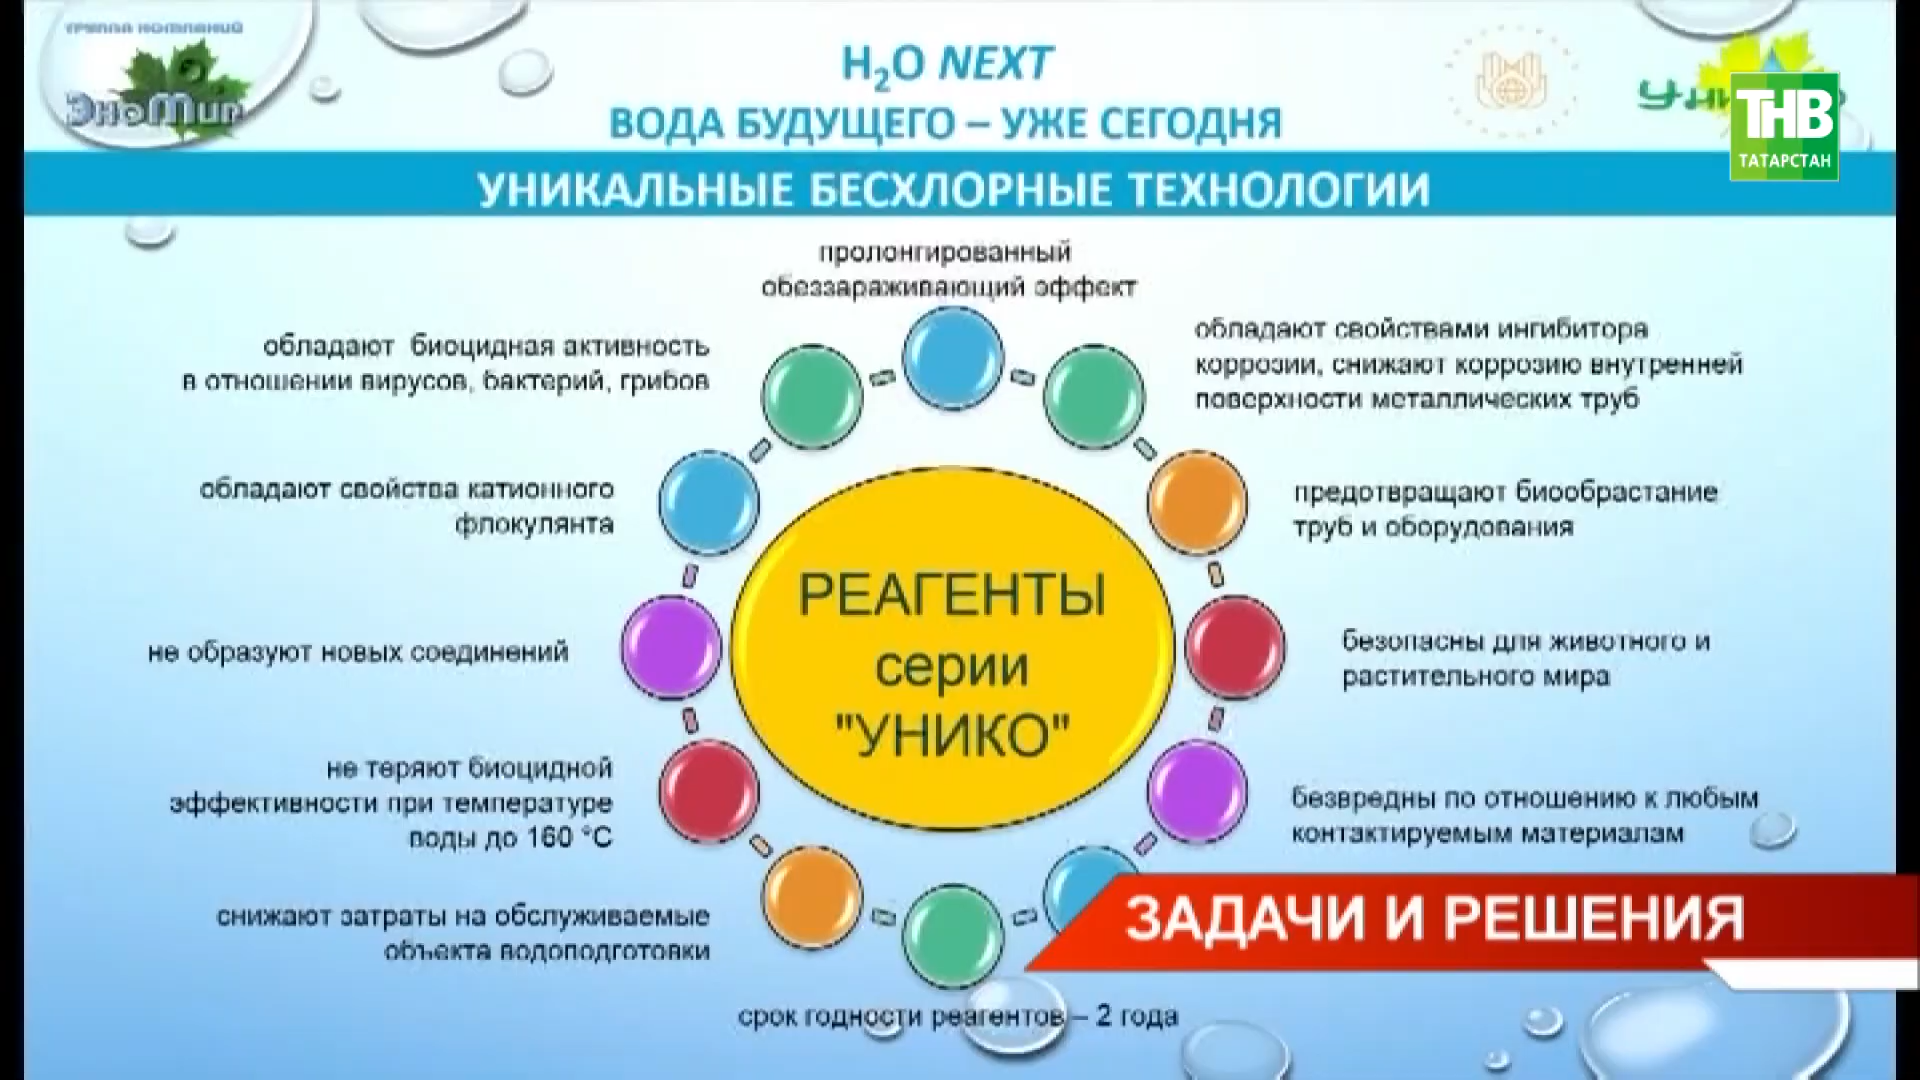 ГРУППА КОМПАНИЙ
ЭкоМир
H₂O NEXT
ВОДА БУДУЩЕГО – УЖЕ СЕГОДНЯ
ТНВ
ТАТАРСТАН
УНИКАЛЬНЫЕ БЕСХЛОРНЫЕ ТЕХНОЛОГИИ
пролонгированный
обеззараживающий эффект
обладают свойствами ингибитора
коррозии, снижают коррозию внутренней
поверхности металлических труб
предотвращают биообрастание
труб и оборудования
безопасны для животного и
растительного мира
безвредны по отношению к любым
контактируемым материалам
срок годности реагентов – 2 года
снижают затраты на обслуживаемые
объекта водоподготовки
не теряют биоцидной
эффективности при температуре
воды до 160 °С
не образуют новых соединений
обладают свойства катионного
флокулянта
обладают биоцидная активность
в отношении вирусов, бактерий, грибов
РЕАГЕНТЫ
серии
"УНИКО"
ЗАДАЧИ И РЕШЕНИЯ